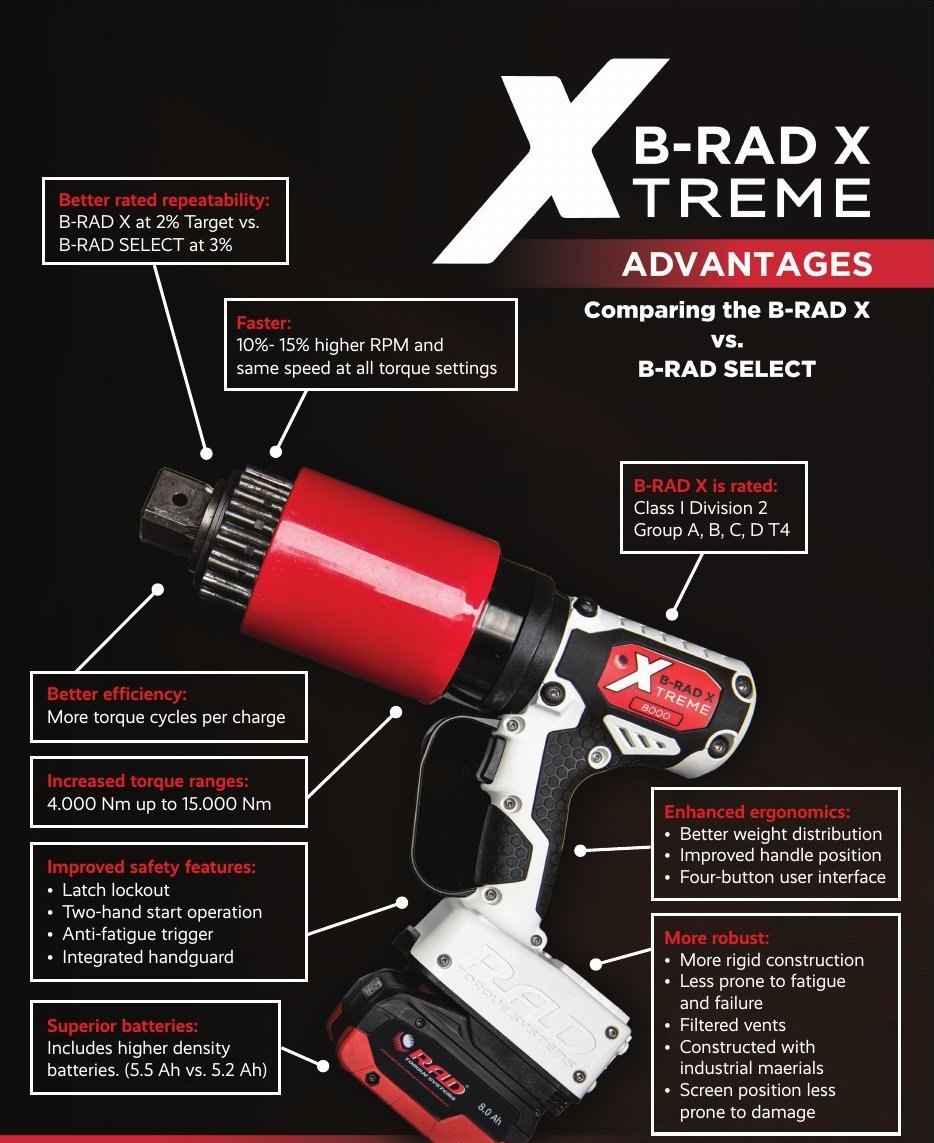 X B-RAD X
TREME
ADVANTAGES
Comparing the B-RAD X
vs.
B-RAD SELECT
Better rated repeatability:
B-RAD X at 2% Target vs.
B-RAD SELECT at 3%
Faster:
10%- 15% higher RPM and
same speed at all torque settings
B-RAD X is rated:
Class I Division 2
Group A, B, C, D T4
X B-RAD X
TREME
8000
Better efficiency:
More torque cycles per charge
Increased torque ranges:
4.000 Nm up to 15.000 Nm
Improved safety features:
• Latch lockout
• Two-hand start operation
• Anti-fatigue trigger
• Integrated handguard
Superior batteries:
Includes higher density
batteries. (5.5 Ah vs. 5.2 Ah)
Enhanced ergonomics:
• Better weight distribution
• Improved handle position
• Four-button user interface
More robust:
• More rigid construction
• Less prone to fatigue
and failure
• Filtered vents
• Constructed with
industrial maerials
• Screen position less
prone to damage
RAD
TORQUE SYSTEMS
RAD
TORQUE SYSTEMS
8.0 Ah